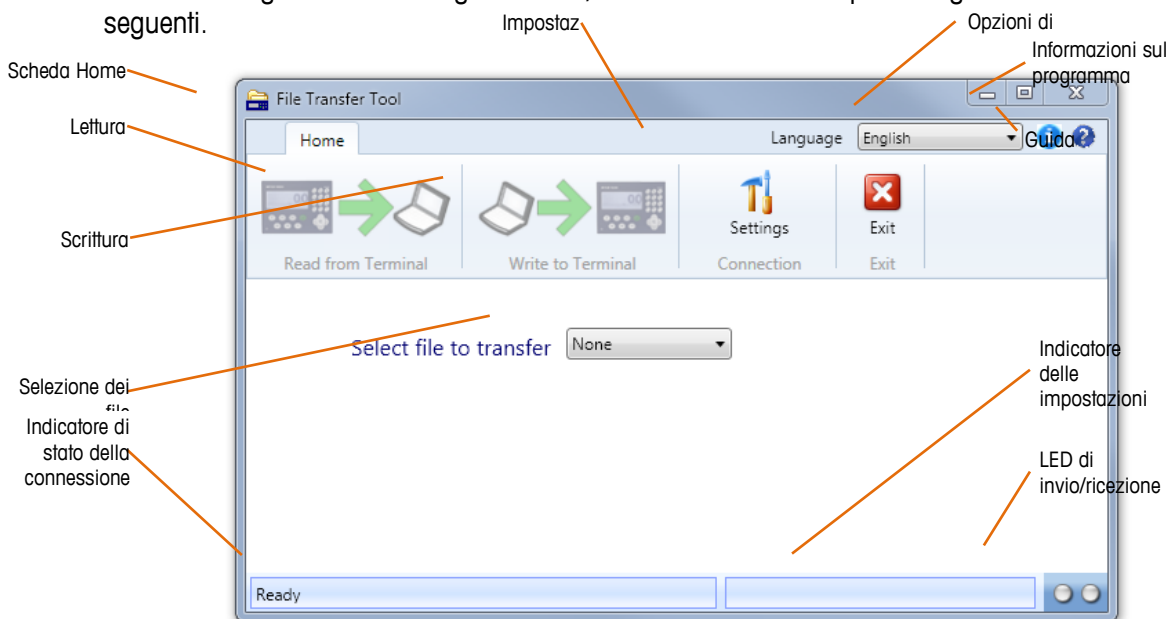 seguenti.
Impostaz
Opzioni di
Informazioni sul
programma
Scheda Home
File Transfer Tool
Lettura
Home
Language
English
Guida
Scrittura
Settings
Exit
Read from Terminal
Write to Terminal
Connection
Exit
Select file to transfer
None
Indicatore
delle
impostazioni
Selezione dei
Indicatore di
stato della
connessione
LED di
invio/ricezione
Ready